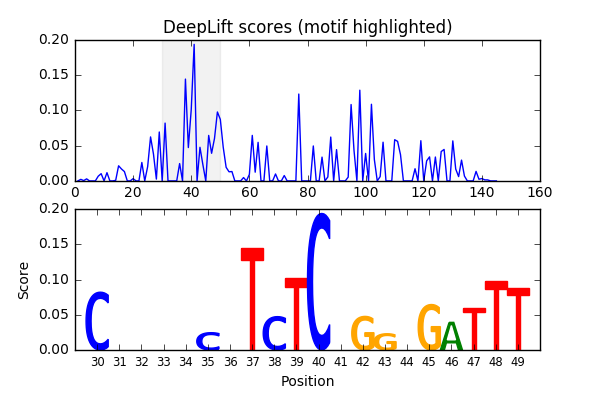 DeepLift scores (motif highlighted)
0.20
0.15
0.10
0.05
0.00
0 20 40 60 80 100 120 140 160
0.20
0.15
0.10
0.05
0.00
Score
C C T C T C G G G A T T T
30 31 32 33 34 35 36 37 38 39 40 41 42 43 44 45 46 47 48 49
Position